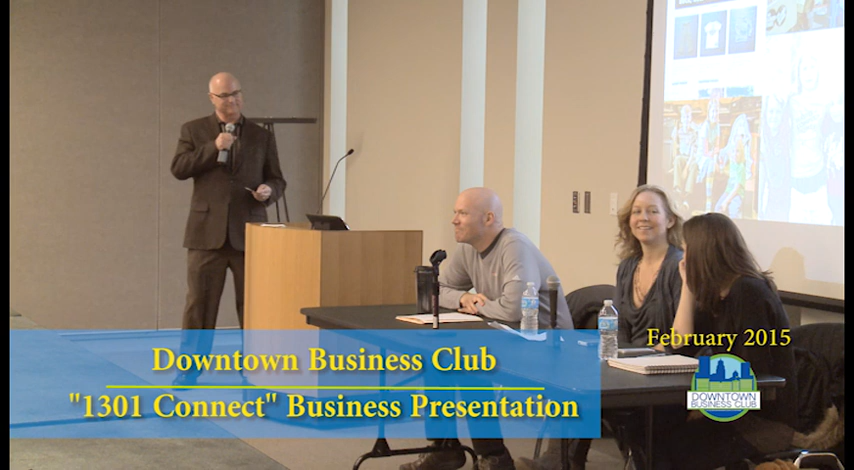 Downtown Business Club
"1301 Connect" Business Presentation
February 2015
DOWNTOWN
BUSINESS CLUB